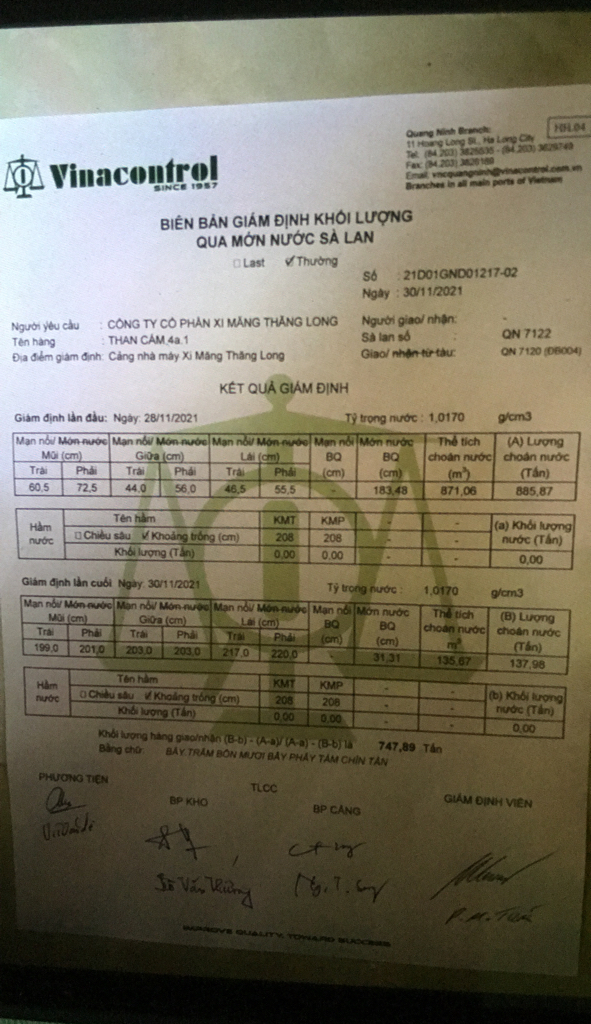 Vinacontrol
SINCE 1957
Quang Ninh Branch:
11 Hoang Long St., Ha Long City
Tel: (84.203) 3825535 - (84.203) 3829749
Fax: (84.203) 3826189
Email: vncquangninh@vinacontrol.com.vn
Branches in all main ports of Vietnam
HH.04
BIÊN BẢN GIÁM ĐỊNH KHỐI LƯỢNG
QUA MỚN NƯỚC SÀ LAN
Last Thường
Số : 21D01GND01217-02
Ngày : 30/11/2021
Người yêu cầu : CÔNG TY CỔ PHẦN XI MĂNG THĂNG LONG
Người giao/ nhận: -
Tên hàng : THAN CÁM 4a.1
Sà lan số : QN 7122
Địa điểm giám định: Cảng nhà máy Xi Măng Thăng Long
Giao/ nhận từ tàu: QN 7120 (ĐB004)
KẾT QUẢ GIÁM ĐỊNH
Giám định lần đầu: Ngày: 28/11/2021 Tỷ trọng nước : 1,0170 g/cm3
Mạn nổi/ Món nước Mạn nổi/ Món nước Mạn nổi/ Món nước Mạn nổi Mớn nước Thể tích (A) Lượng
Mũi (cm) Giữa (cm) Lái (cm) BQ BQ choán nước choán nước
Trái Phải Trái Phải Trái Phải (cm) (cm) (m³) (Tấn)
60,5 72,5 44,0 56,0 46,5 55,5 - 183,48 871,06 885,87
Hầm nước Tên hầm KMT KMP - - (a) Khối lượng nước (Tấn)
Chiều sâu Khoảng trống (cm) 208 208 - -
Khối lượng (Tấn) 0,00 0,00 - - 0,00
Giám định lần cuối Ngày: 30/11/2021 Tỷ trọng nước : 1,0170 g/cm3
Mạn nổi/ Món nước Mạn nổi/ Món nước Mạn nổi/ Món nước Mạn nổi Mớn nước Thể tích (B) Lượng
Mũi (cm) Giữa (cm) Lái (cm) BQ BQ choán nước choán nước
Trái Phải Trái Phải Trái Phải (cm) (cm) m³ (Tấn)
199,0 201,0 203,0 203,0 217,0 220,0 - 31,31 135,67 137,98
Hầm nước Tên hầm KMT KMP - - (b) Khối lượng nước (Tấn)
Chiều sâu Khoảng trống (cm) 208 208 - -
Khối lượng (Tấn) 0,00 0,00 - - 0,00
Khối lượng hàng giao/nhận (B-b) - (A-a)/ (A-a) - (B-b) là 747,89 Tấn
Bằng chữ: BẢY TRĂM BỐN MƯƠI BẢY PHẨY TÁM CHÍN TẤN
PHƯƠNG TIỆN TLCC GIÁM ĐỊNH VIÊN
BP KHO BP CẢNG
IMPROVE QUALITY, TOWARD SUCCESS